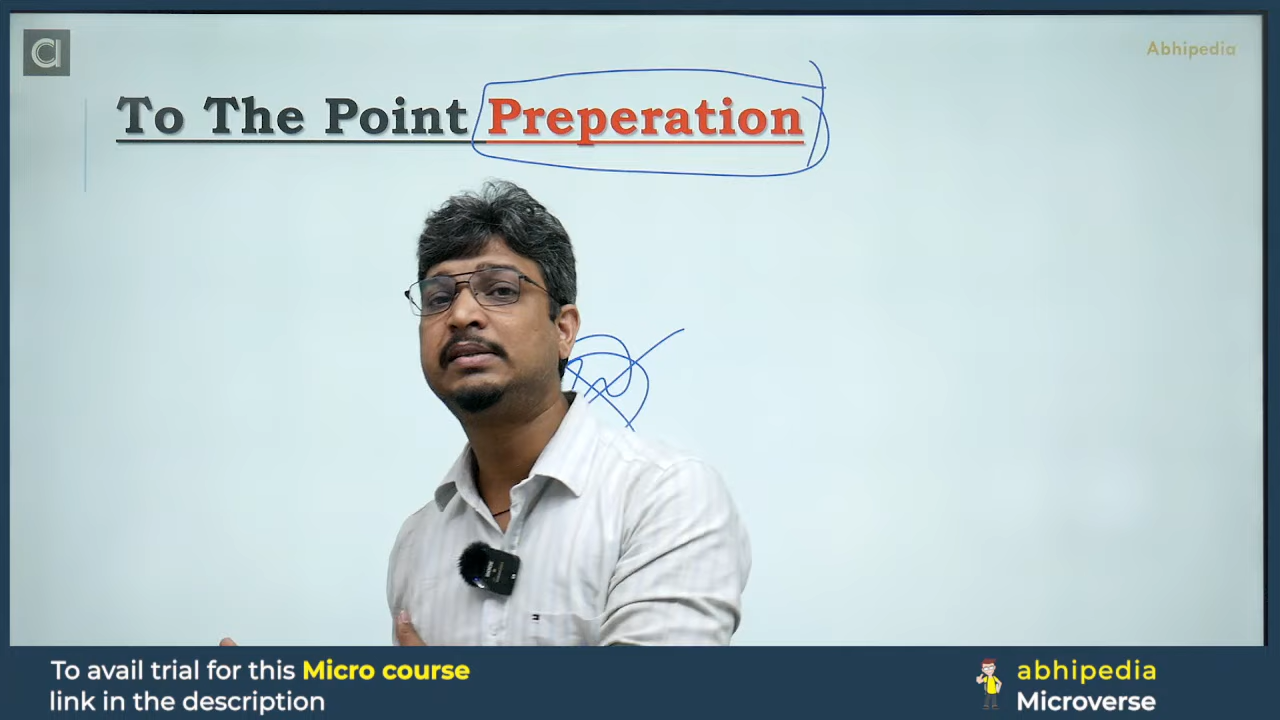 Abhipedia
To The Point Preperation
To avail trial for this Micro course
link in the description
abhipedia
Microverse